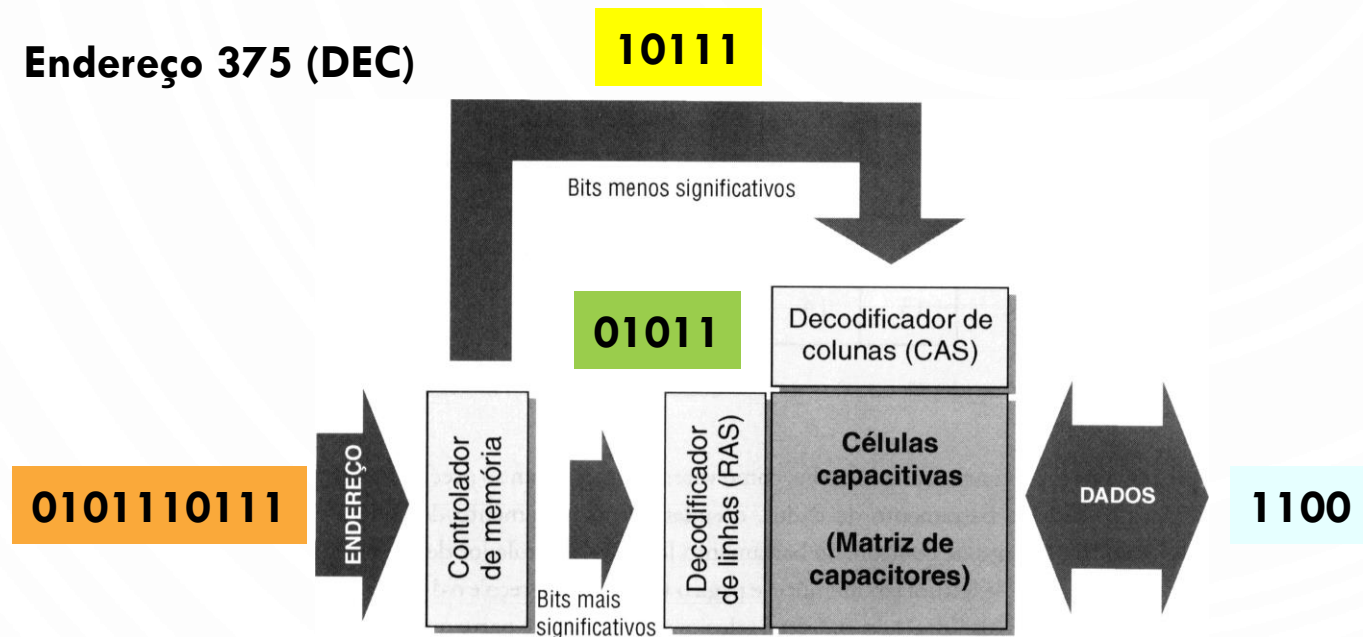 Endereço 375 (DEC)
10111
Bits menos significativos
01011
Decodificador de
colunas (CAS)
0101110111
ENDEREÇO
Controlador
de memória
Bits mais
significativos
Decodificador
de linhas RAS)
Células
capacitivas
(Matriz de
capacitores)
DADOS
1100